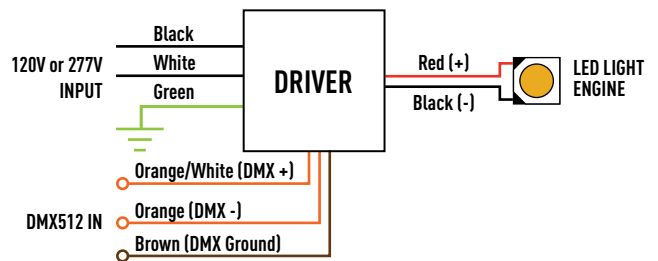 Black
120V or 277V
INPUT
White
Green
DRIVER
Red (+)
Black (-)
LED LIGHT
ENGINE
DMX512 IN
Orange/White (DMX +)
Orange (DMX -)
Brown (DMX Ground)